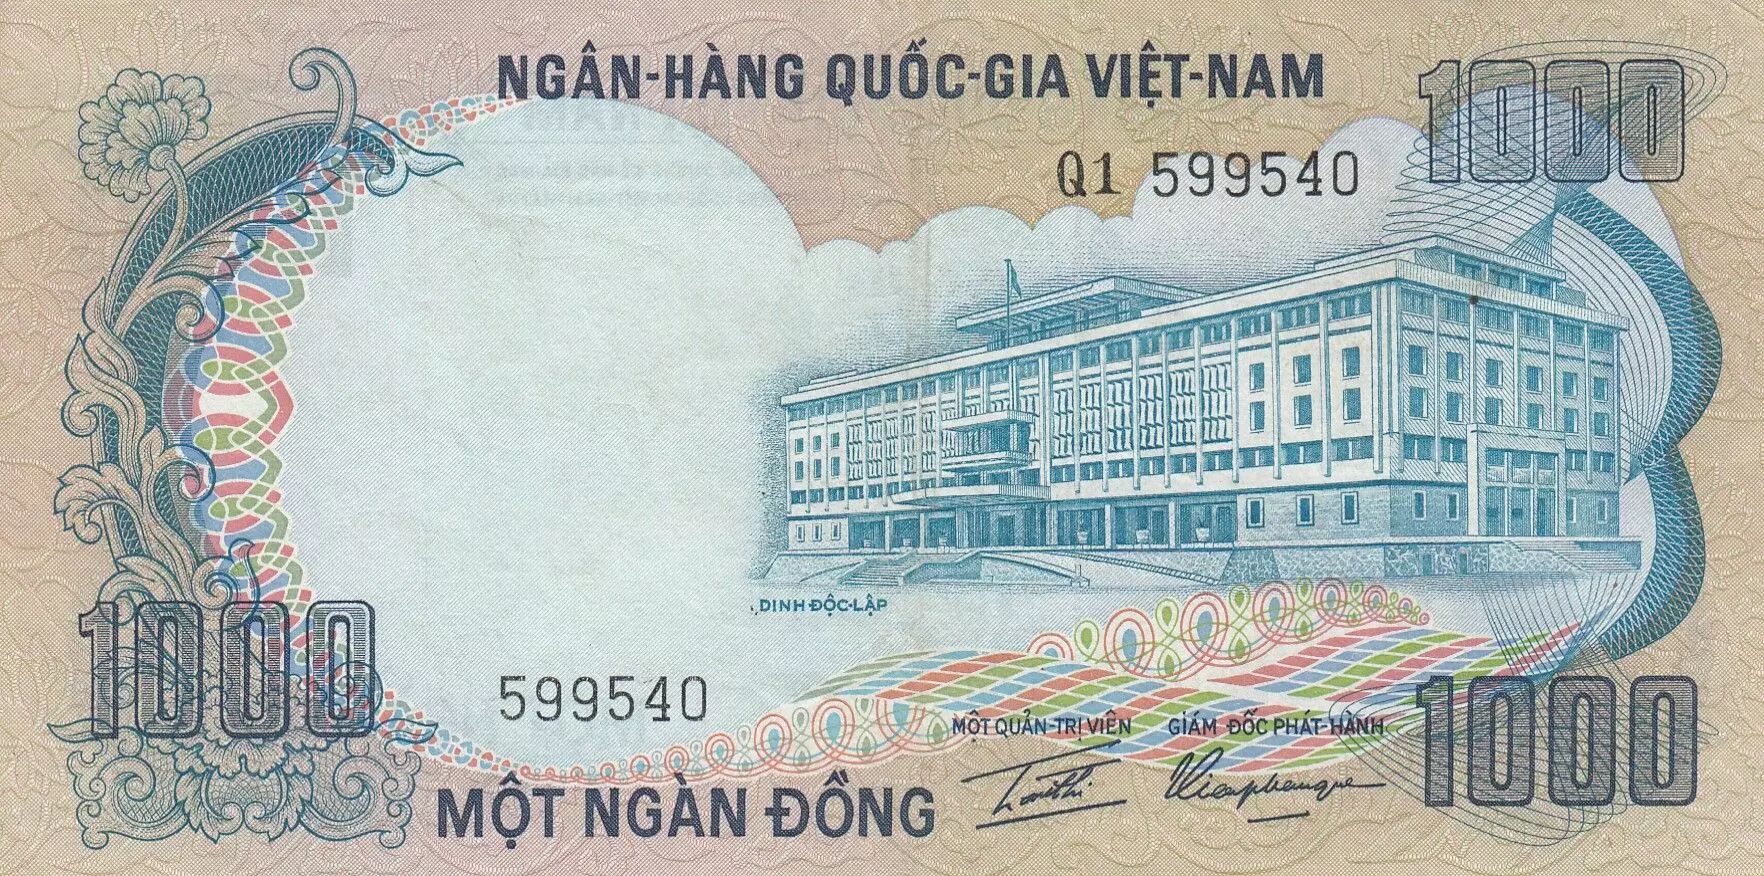 NGÂN-HÀNG QUỐC-GIA VIỆT-NAM
1000
Q1 599540
DINH ĐỘC-LẬP
1000
599540
1000
MỘT QUẢN-TRỊ VIÊN
GIÁM ĐỐC PHÁT-HÀNH
MỘT NGÀN ĐỒNG